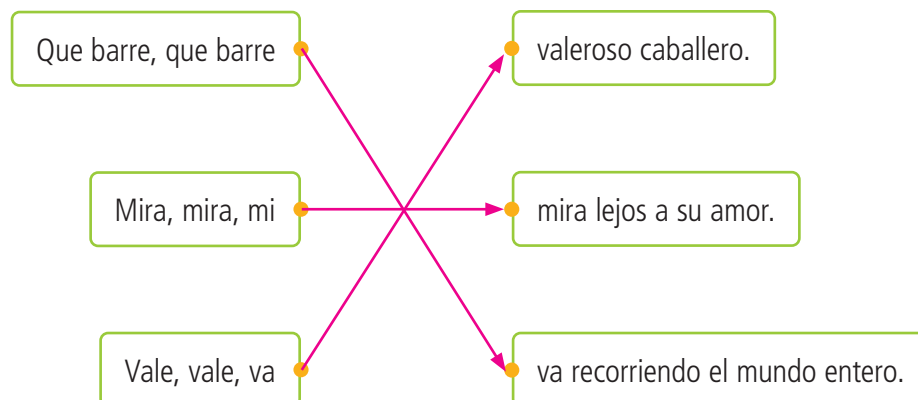 Que barre, que barre
valeroso caballero.
Mira, mira, mi
mira lejos a su amor.
Vale, vale, va
va recorriendo el mundo entero.